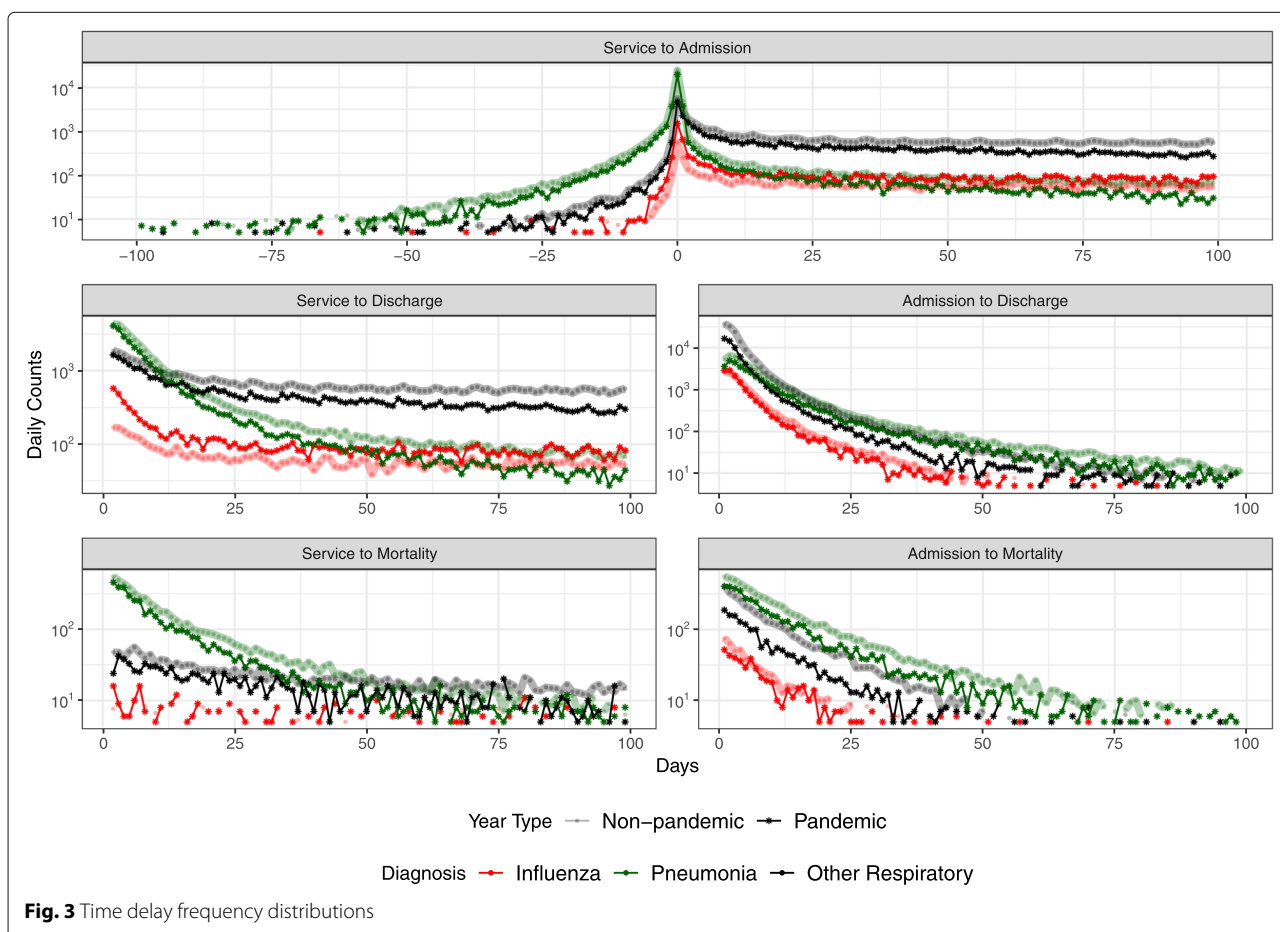 Service to Admission
10⁴
10³
10²
10¹
−100 −75 −50 −25 0 25 50 75 100
Service to Discharge Admission to Discharge
10³
10²
10⁴
10³
10²
10¹
0 25 50 75 100 0 25 50 75 100
Daily Counts
Service to Mortality Admission to Mortality
10²
10¹
10²
10¹
0 25 50 75 100 0 25 50 75 100
Days
Year Type Non−pandemic Pandemic
Diagnosis Influenza Pneumonia Other Respiratory
Fig. 3 Time delay frequency distributions